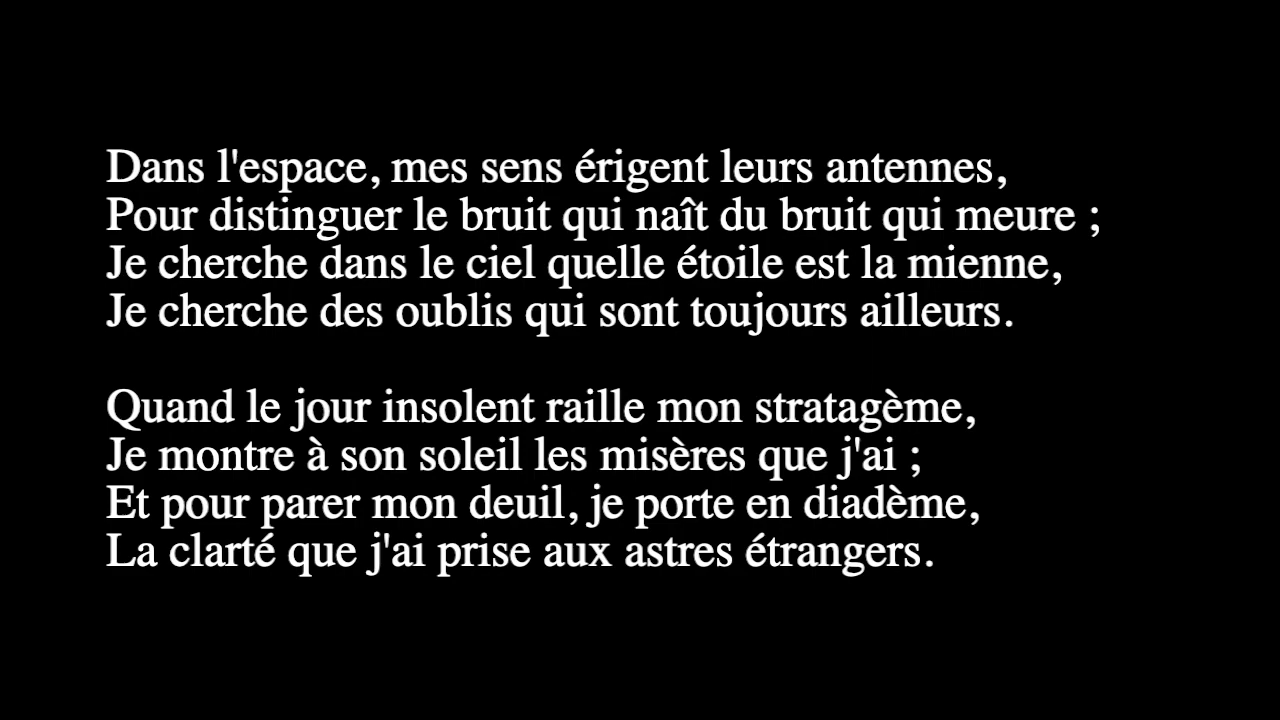 Dans l'espace, mes sens érigent leurs antennes,
Pour distinguer le bruit qui naît du bruit qui meure ;
Je cherche dans le ciel quelle étoile est la mienne,
Je cherche des oublis qui sont toujours ailleurs.
Quand le jour insolent raille mon stratagème,
Je montre à son soleil les misères que j'ai ;
Et pour parer mon deuil, je porte en diadème,
La clarté que j'ai prise aux astres étrangers.